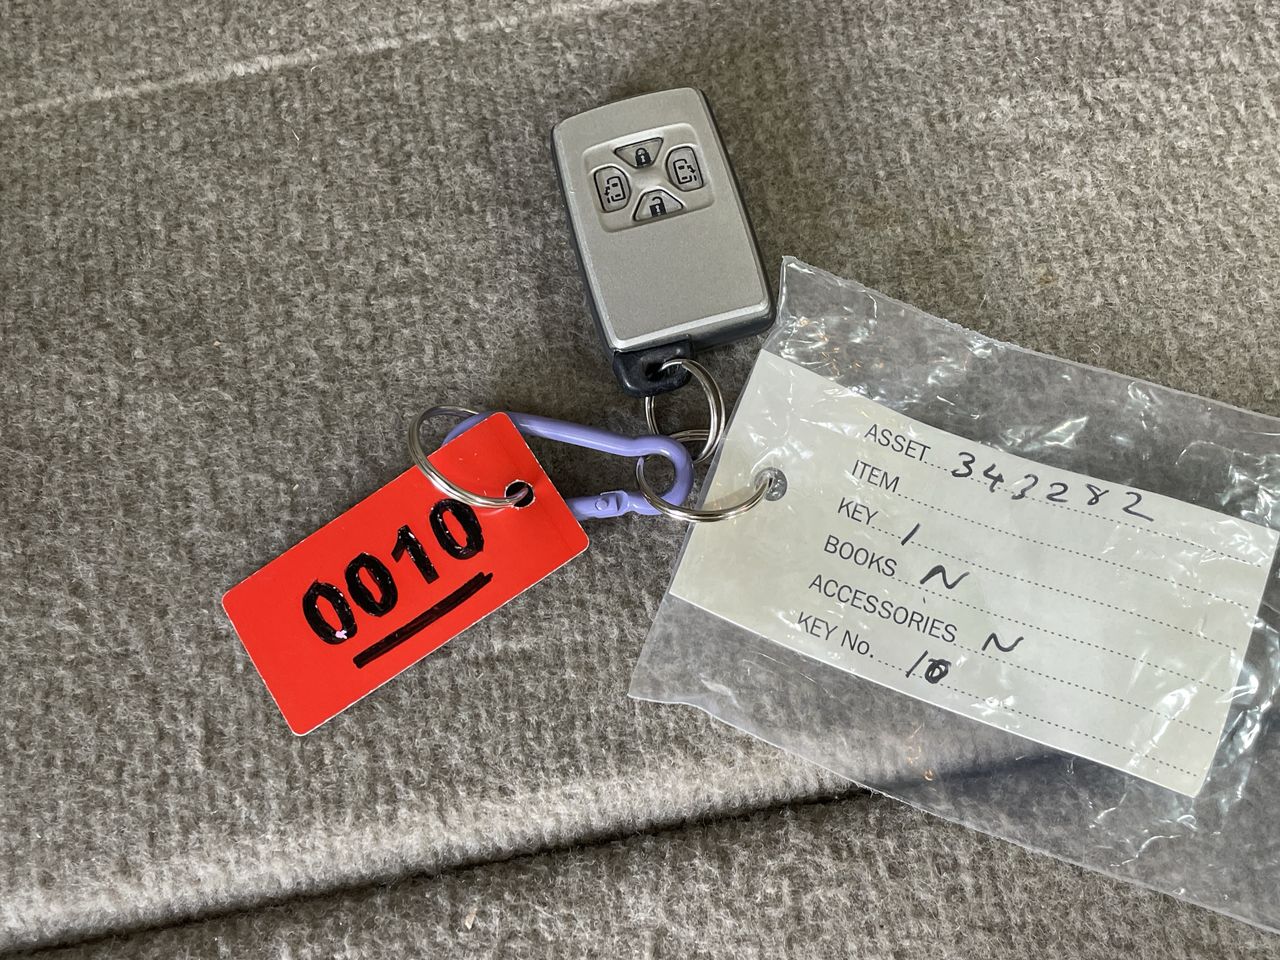 0010
ASSET 343282
ITEM
KEY 1
BOOKS N
ACCESSORIES N
KEY No. 10